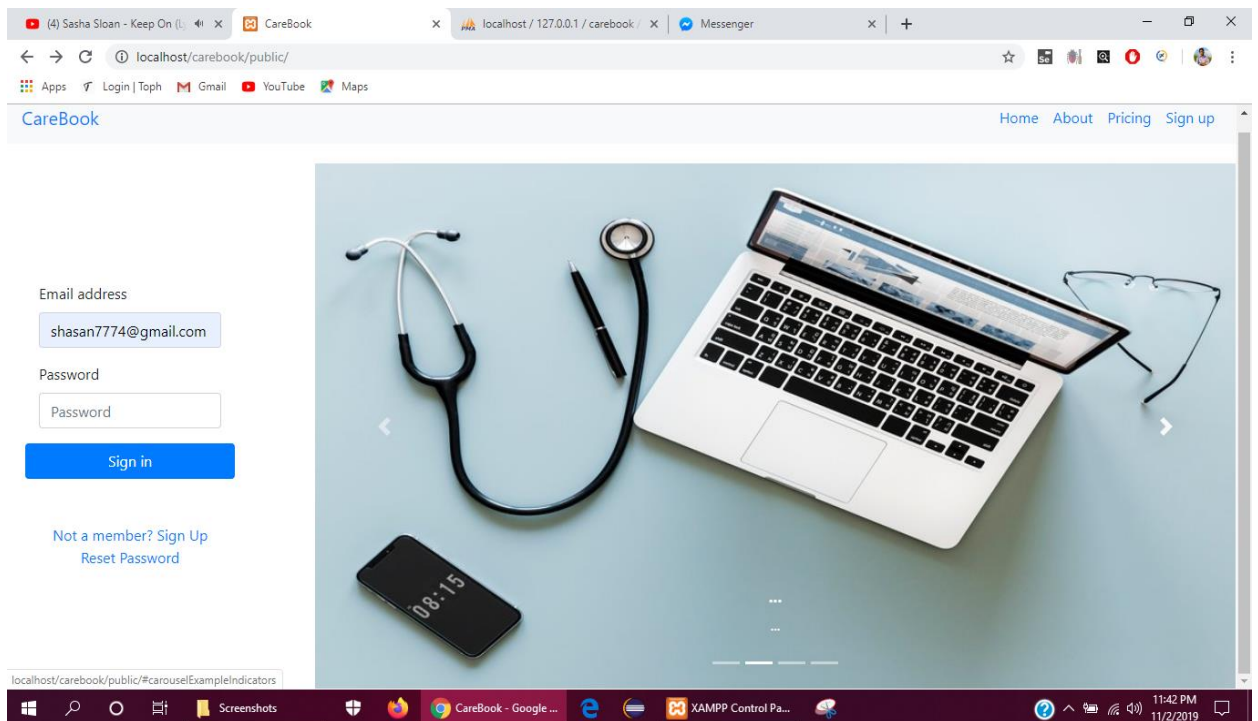 (4) Sasha Sloan - Keep On (Ly
CareBook
localhost / 127.0.0.1 / carebook /
Messenger
localhost/carebook/public/
Apps
Login | Toph
Gmail
YouTube
Maps
CareBook
Home About Pricing Sign up
Email address
shasan7774@gmail.com
Password
Password
Sign in
Not a member? Sign Up
Reset Password
08:15
...
...
localhost/carebook/public/#carouselExampleIndicators
Screenshots
CareBook - Google ...
XAMPP Control Pa...
11:42 PM
11/2/2019